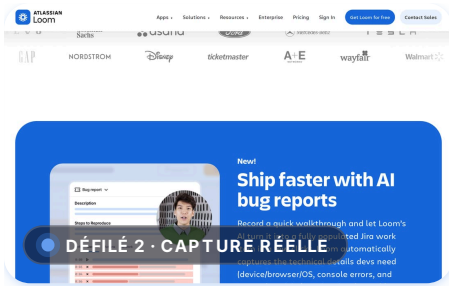 ATLASSIAN
Loom
Apps
Solutions
Resources
Enterprise
Pricing
Sign In
Get Loom for free
Contact Sales
Sachs
asana
TESLA
GAP
NORDSTROM
Disney
ticketmaster
A+E
wayfair
Walmart
New!
Ship faster with AI
bug reports
Bug report
Description
Steps to Reproduce
Record a quick walkthrough and let Loom's
AI turn it into a fully populated Jira work
automatically
captures the technical details devs need
(device/browser/OS, console errors, and
DÉFILÉ 2 · CAPTURE RÉELLE